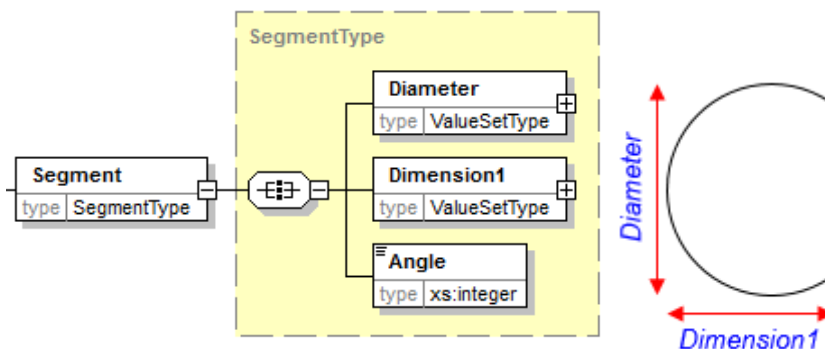 SegmentType
Diameter
type ValueSetType
Segment
type SegmentType
Dimension1
type ValueSetType
Angle
type xs:integer
Diameter
Dimension1